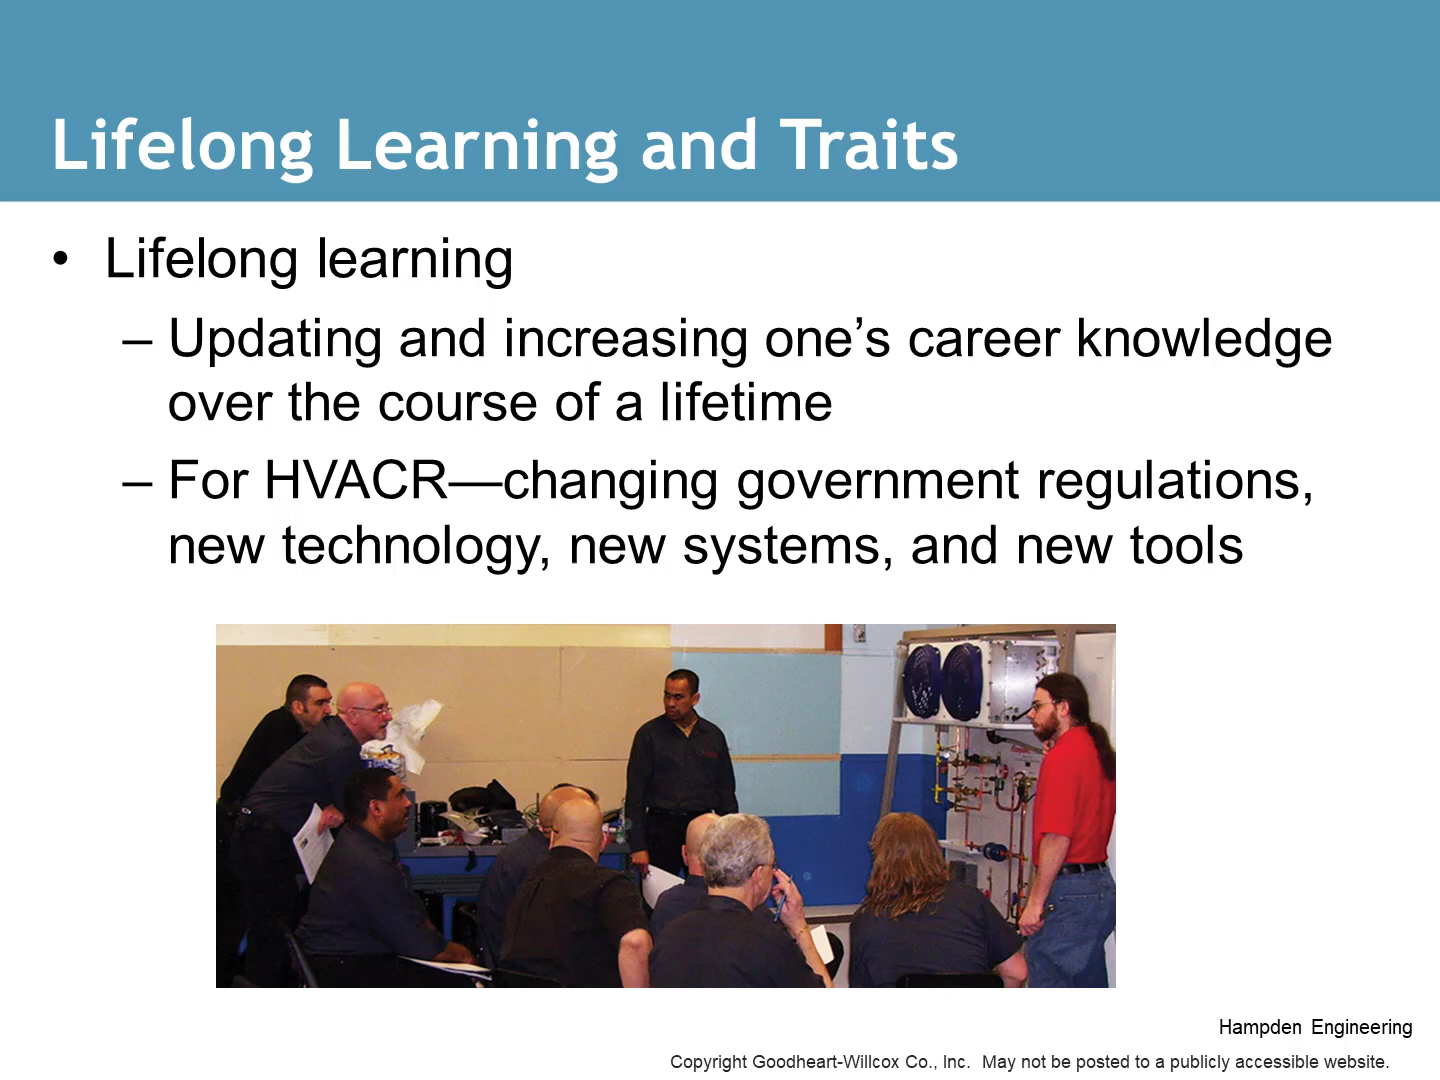 Lifelong Learning and Traits
• Lifelong learning
– Updating and increasing one’s career knowledge
over the course of a lifetime
– For HVACR—changing government regulations,
new technology, new systems, and new tools
Hampden Engineering
Copyright Goodheart-Willcox Co., Inc. May not be posted to a publicly accessible website.